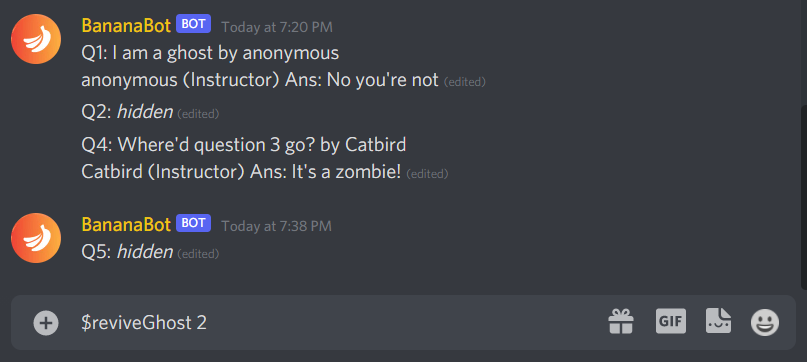 BananaBot BOT Today at 7:20 PM
Q1: I am a ghost by anonymous
anonymous (Instructor) Ans: No you're not (edited)
Q2: hidden (edited)
Q4: Where'd question 3 go? by Catbird
Catbird (Instructor) Ans: It's a zombie! (edited)
BananaBot BOT Today at 7:38 PM
Q5: hidden (edited)
$reviveGhost 2 GIF